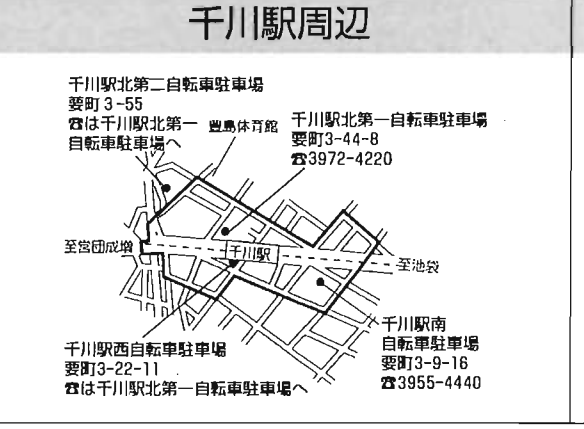 千川駅周辺
千川駅北第二自転車駐車場
要町3-55
☎は千川駅北第一
自転車駐車場へ
豊島体育館
千川駅北第一自転車駐車場
要町3-44-8
☎3972-4220
至営団成増
千川駅
至池袋
千川駅西自転車駐車場
要町3-22-11
☎は千川駅北第一自転車駐車場へ
千川駅南
自転車駐車場
要町3-9-16
☎3955-4440